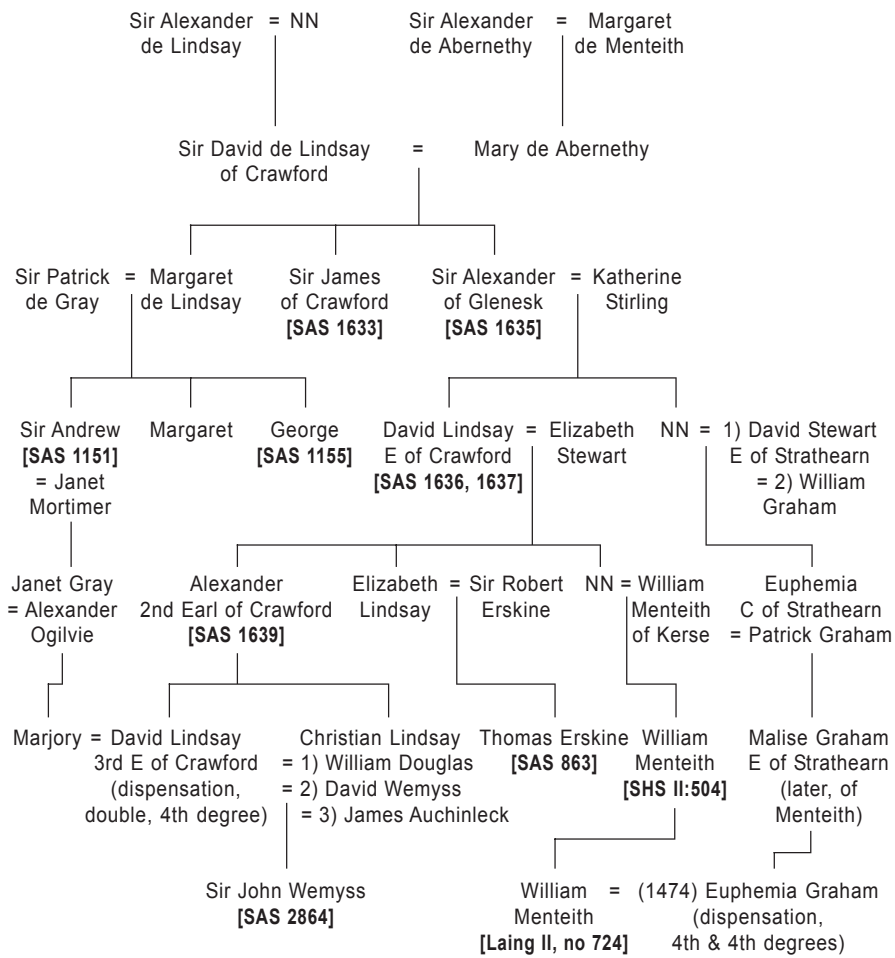 Sir Alexander = NN
de Lindsay
Sir Alexander = Margaret
de Abernethy de Menteith
Sir David de Lindsay = Mary de Abernethy
of Crawford
Sir Patrick = Margaret
de Gray de Lindsay
Sir James
of Crawford
[SAS 1633]
Sir Alexander = Katherine
of Glenesk Stirling
[SAS 1635]
Sir Andrew
[SAS 1151]
= Janet
Mortimer
Margaret
George
[SAS 1155]
David Lindsay = Elizabeth
E of Crawford Stewart
[SAS 1636, 1637]
NN = 1) David Stewart
E of Strathearn
= 2) William
Graham
Janet Gray
= Alexander
Ogilvie
Alexander
2nd Earl of Crawford
[SAS 1639]
Elizabeth = Sir Robert
Lindsay Erskine
NN = William
Menteith
of Kerse
Euphemia
C of Strathearn
= Patrick Graham
Marjory = David Lindsay
3rd E of Crawford
(dispensation,
double, 4th degree)
Christian Lindsay
= 1) William Douglas
= 2) David Wemyss
= 3) James Auchinleck
Thomas Erskine
[SAS 863]
William
Menteith
[SHS II:504]
Malise Graham
E of Strathearn
(later, of
Menteith)
Sir John Wemyss
[SAS 2864]
William = (1474) Euphemia Graham
Menteith (dispensation,
[Laing II, no 724] 4th & 4th degrees)